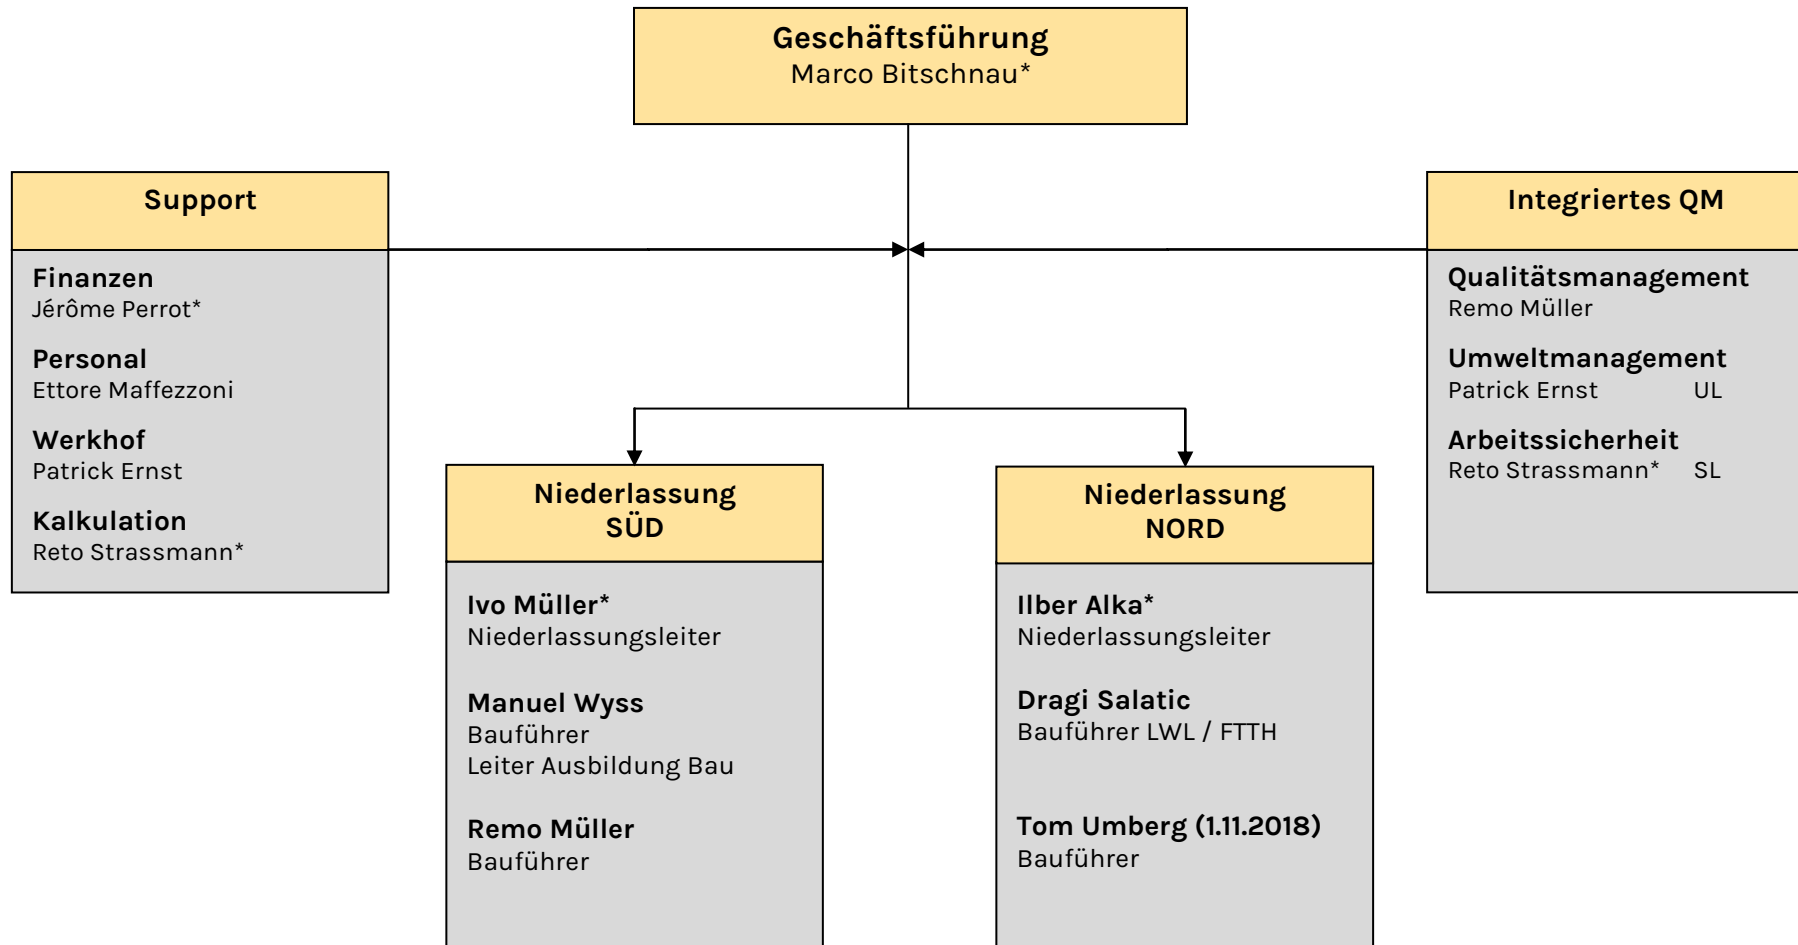 Geschäftsführung
Marco Bitschnau*
Support
Finanzen
Jérôme Perrot*
Personal
Ettore Maffezzoni
Werkhof
Patrick Ernst
Kalkulation
Reto Strassmann*
Integriertes QM
Qualitätsmanagement
Remo Müller
Umweltmanagement
Patrick Ernst UL
Arbeitssicherheit
Reto Strassmann* SL
Niederlassung
SÜD
Ivo Müller*
Niederlassungsleiter
Manuel Wyss
Bauführer
Leiter Ausbildung Bau
Remo Müller
Bauführer
Niederlassung
NORD
Ilber Alka*
Niederlassungsleiter
Dragi Salatic
Bauführer LWL / FTTH
Tom Umberg (1.11.2018)
Bauführer